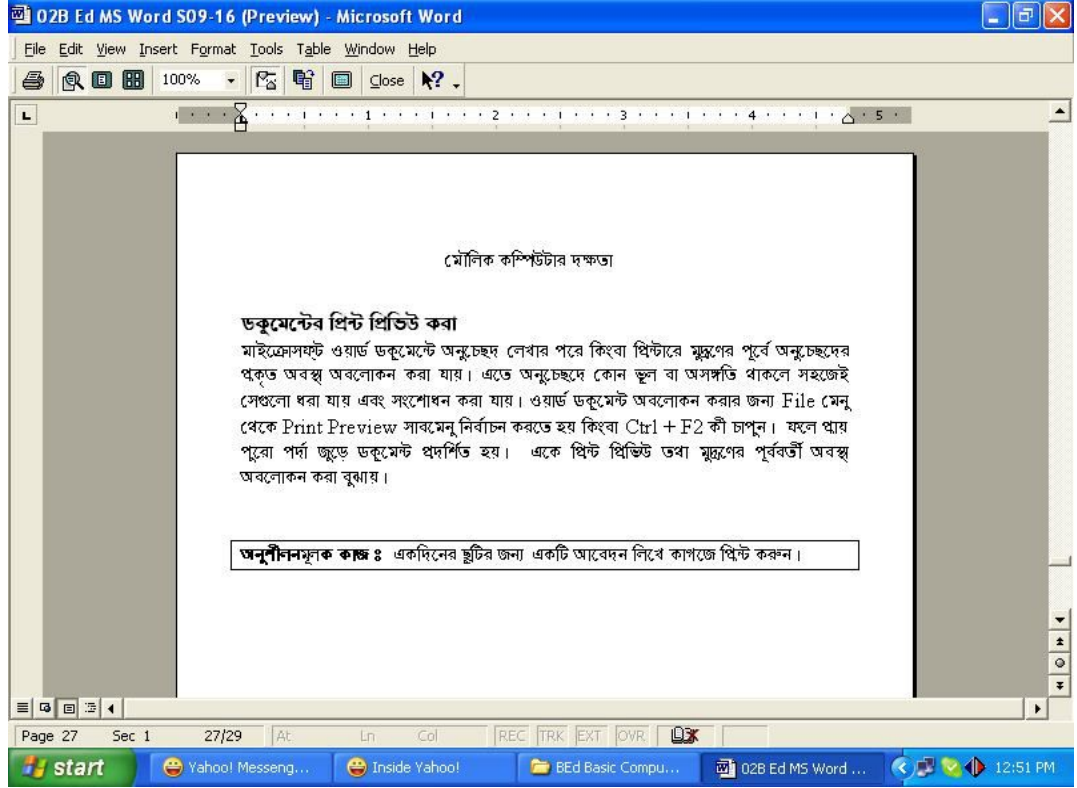 02B Ed MS Word S09-16 (Preview) - Microsoft Word
File Edit View Insert Format Tools Table Window Help
100% Close
1 2 3 4 5
মৌলিক কম্পিউটার দক্ষতা
ডকুমেন্টের প্রিন্ট প্রিভিউ করা
মাইক্রোসফ্ট ওয়ার্ড ডকুমেন্টে অনুচ্ছেদ লেখার পরে কিংবা প্রিন্টারে মুদ্রণের পূর্বে অনুচ্ছেদের
প্রকৃত অবস্থা অবলোকন করা যায়। এতে অনুচ্ছেদে কোন ভূল বা অসঙ্গতি থাকলে সহজেই
সেগুলো ধরা যায় এবং সংশোধন করা যায়। ওয়ার্ড ডকুমেন্ট অবলোকন করার জন্য File মেনু
থেকে Print Preview সাবমেনু নির্বাচন করতে হয় কিংবা Ctrl + F2 কী চাপুন। ফলে প্রায়
পুরো পর্দা জুড়ে ডকুমেন্ট প্রদর্শিত হয়। একে প্রিন্ট প্রিভিউ তথা মুদ্রণের পূর্ববর্তী অবস্থা
অবলোকন করা বুঝায়।
অনুশীলনমূলক কাজ ঃ একদিনের ছুটির জন্য একটি আবেদন লিখে কাগজে প্রিন্ট করুন।
Page 27 Sec 1 27/29 At Ln Col REC TRK EXT OVR
start Yahoo! Messeng... Inside Yahoo! BEd Basic Compu... 02B Ed MS Word ... 12:51 PM